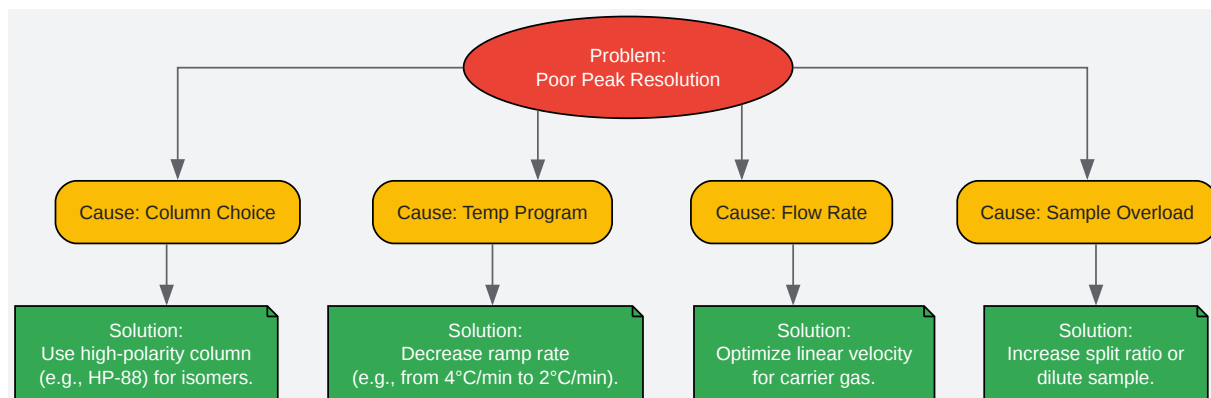 Problem:
Poor Peak Resolution
Cause: Column Choice
Cause: Temp Program
Cause: Flow Rate
Cause: Sample Overload
Solution:
Use high-polarity column
(e.g., HP-88) for isomers.
Solution:
Decrease ramp rate
(e.g., from 4°C/min to 2°C/min).
Solution:
Optimize linear velocity
for carrier gas.
Solution:
Increase split ratio or
dilute sample.